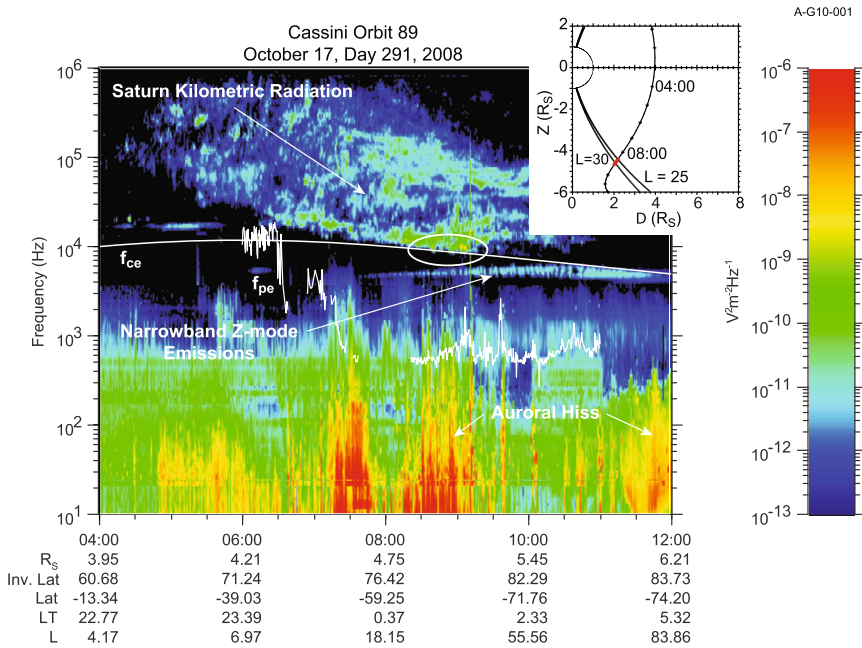 A-G10-001
Cassini Orbit 89
October 17, Day 291, 2008
Saturn Kilometric Radiation
fce
fpe
Narrowband Z-mode
Emissions
Auroral Hiss
Frequency (Hz)
10^6
10^5
10^4
10^3
10^2
10^1
2
0
-2
-4
-6
Z (RS)
04:00
08:00
L=30
L = 25
0 2 4 6 8
D (RS)
10^-6
10^-7
10^-8
10^-9
10^-10
10^-11
10^-12
10^-13
V^2m^-2Hz^-1
04:00 06:00 08:00 10:00 12:00
RS 3.95 4.21 4.75 5.45 6.21
Inv. Lat 60.68 71.24 76.42 82.29 83.73
Lat -13.34 -39.03 -59.25 -71.76 -74.20
LT 22.77 23.39 0.37 2.33 5.32
L 4.17 6.97 18.15 55.56 83.86